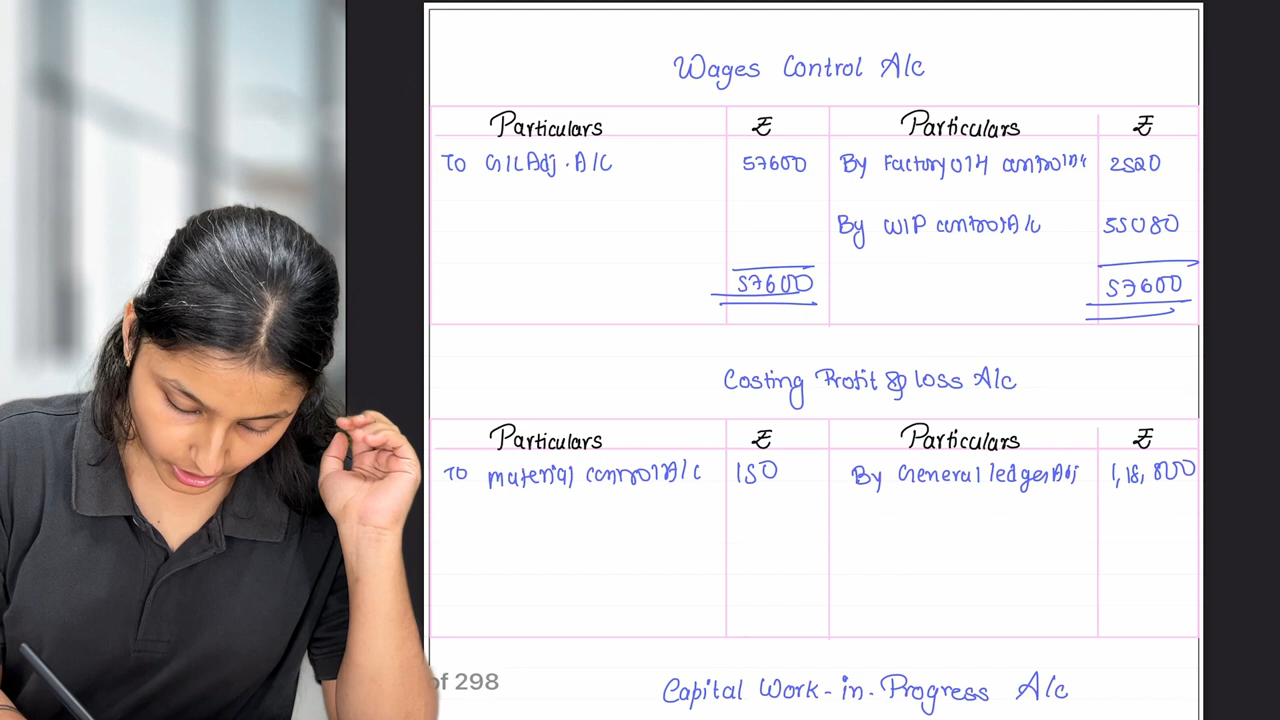 Wages Control A/c
Particulars ₹ Particulars ₹
To G/L Adj. A/c 57600 By Factory O/H control A/c 2520
By WIP control A/c 55080
57600 57600
Costing Profit & loss A/c
Particulars ₹ Particulars ₹
To material control A/c 150 By General ledger Adj 1,18,800
of 298
Capital Work-in-Progress A/c